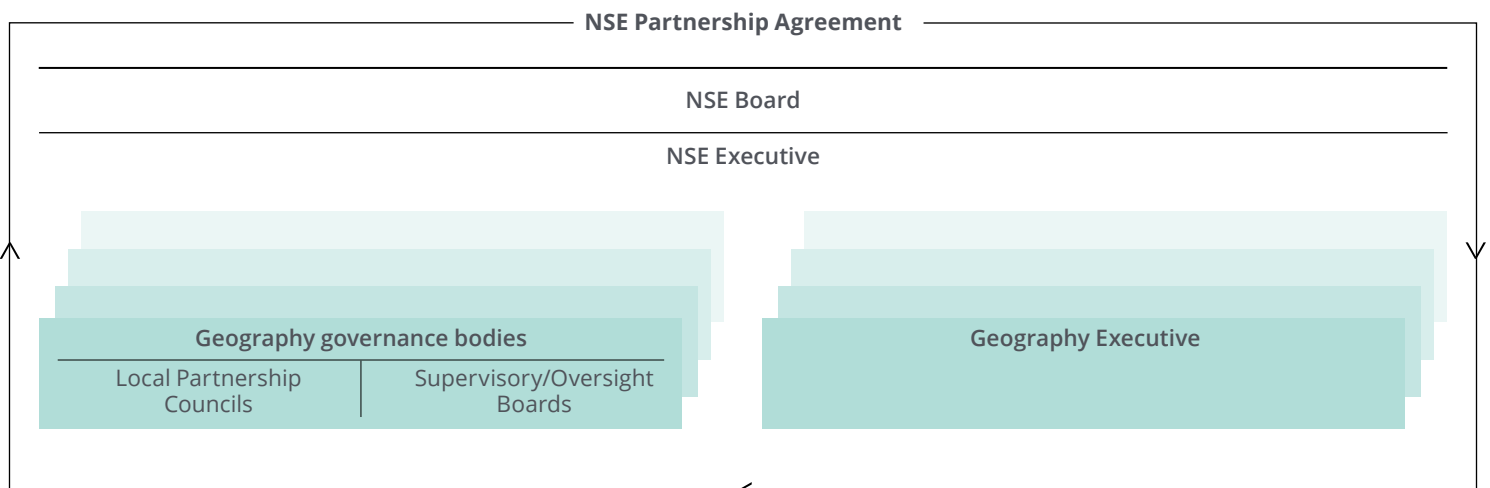 NSE Partnership Agreement
NSE Board
NSE Executive
Geography governance bodies
Local Partnership
Councils
Supervisory/Oversight
Boards
Geography Executive